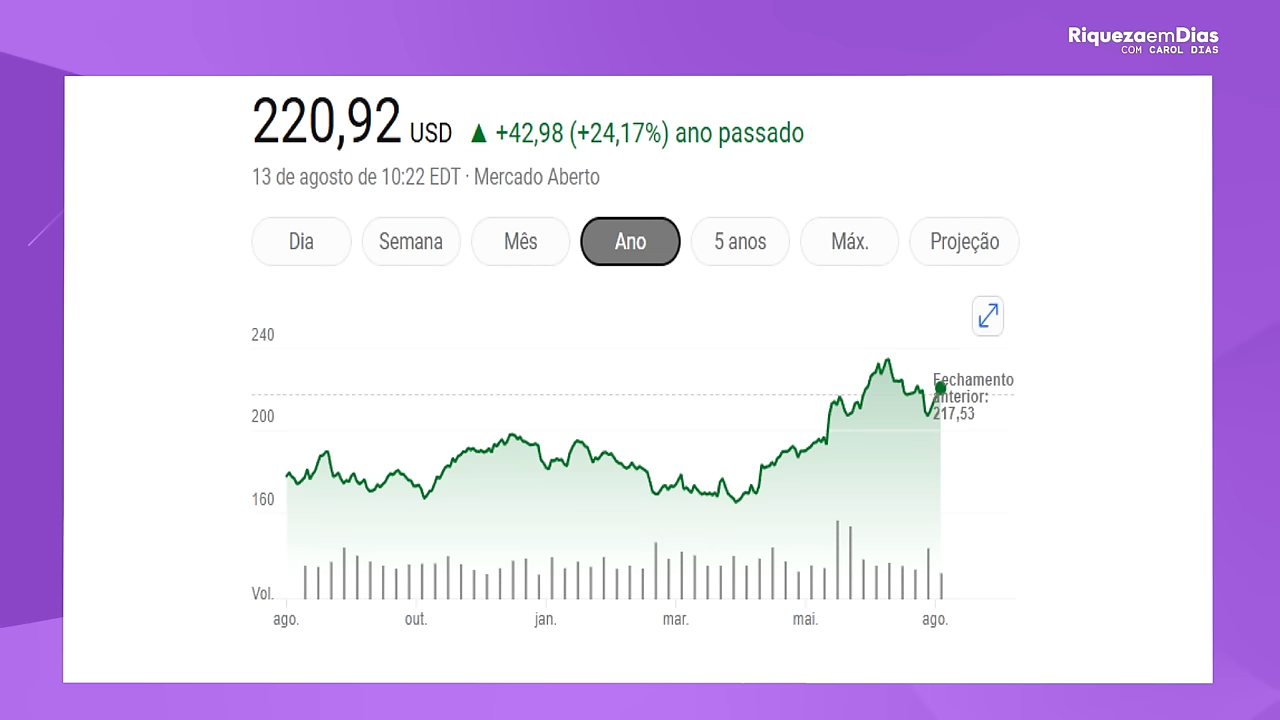 RiquezaemDias
COM CAROL DIAS
220,92 USD ▲ +42,98 (+24,17%) ano passado
13 de agosto de 10:22 EDT · Mercado Aberto
Dia Semana Mês Ano 5 anos Máx. Projeção
240
Fechamento
anterior:
217,53
200
160
Vol.
ago. out. jan. mar. mai. ago.